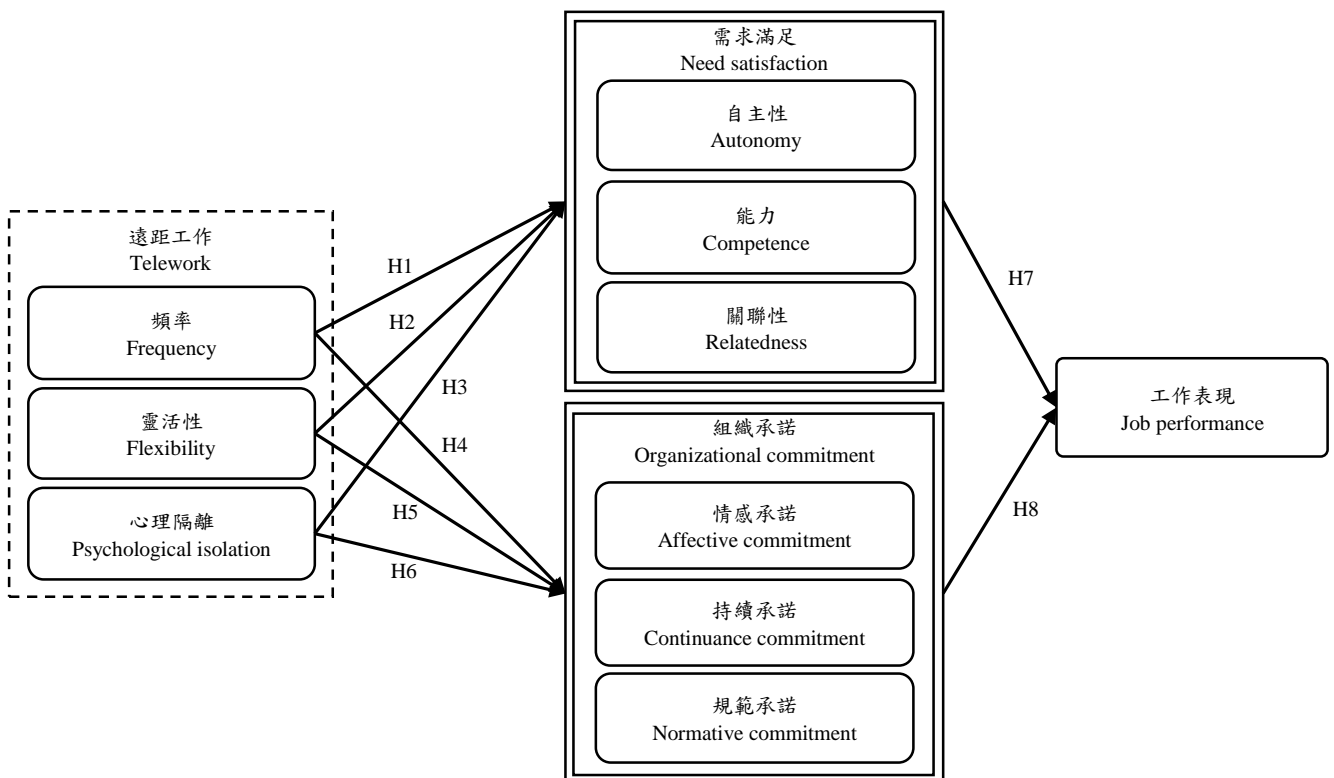 需求滿足
Need satisfaction
自主性
Autonomy
能力
Competence
關聯性
Relatedness
遠距工作
Telework
頻率
Frequency
靈活性
Flexibility
心理隔離
Psychological isolation
H1
H2
H3
H4
H5
H6
組織承諾
Organizational commitment
情感承諾
Affective commitment
持續承諾
Continuance commitment
規範承諾
Normative commitment
H7
H8
工作表現
Job performance